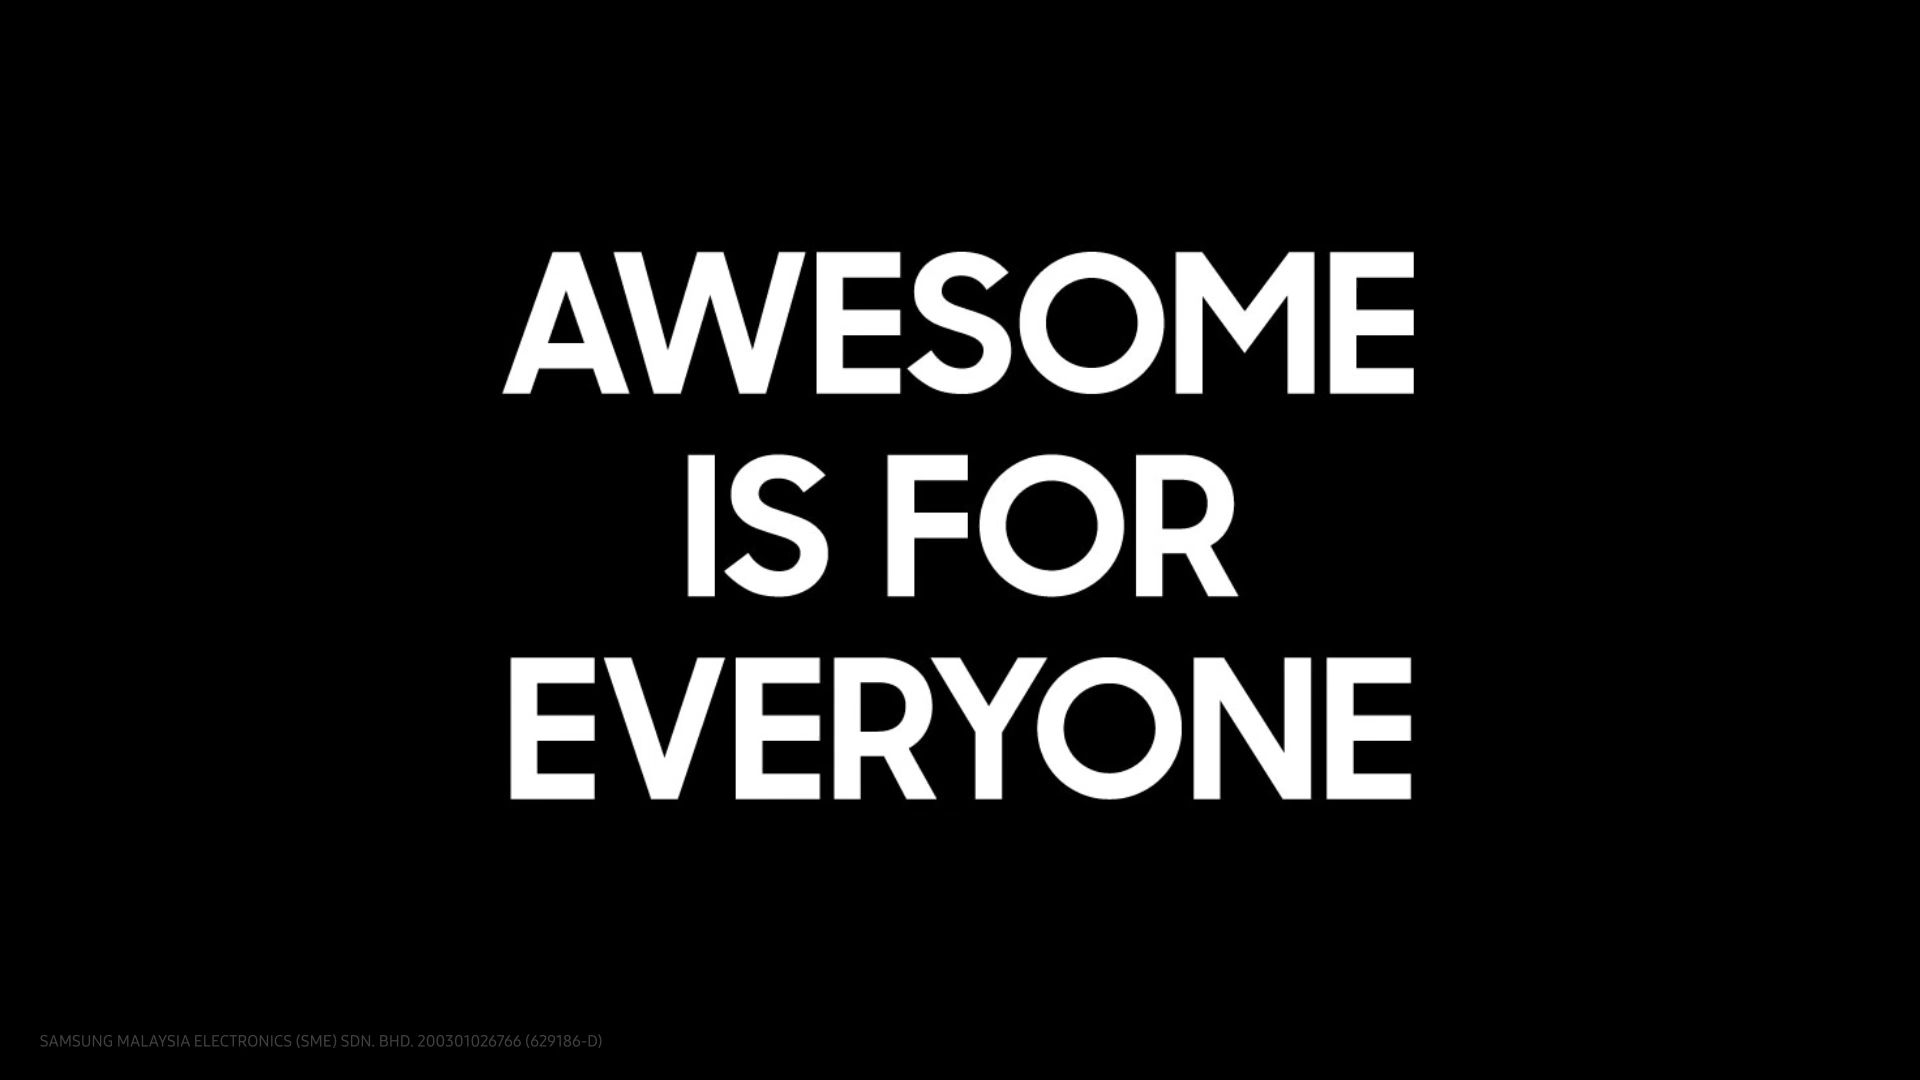 AWESOME
IS FOR
EVERYONE
SAMSUNG MALAYSIA ELECTRONICS (SME) SDN. BHD. 200301026766 (629186-D)